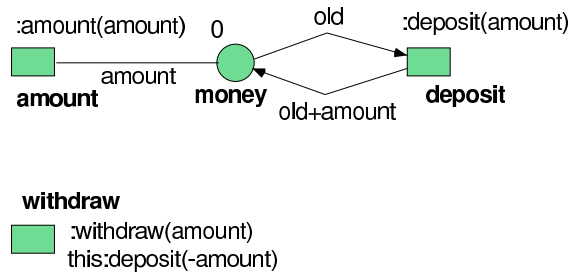 :amount(amount)
0
old
:deposit(amount)
amount
amount
money
deposit
old+amount
withdraw
:withdraw(amount)
this:deposit(-amount)